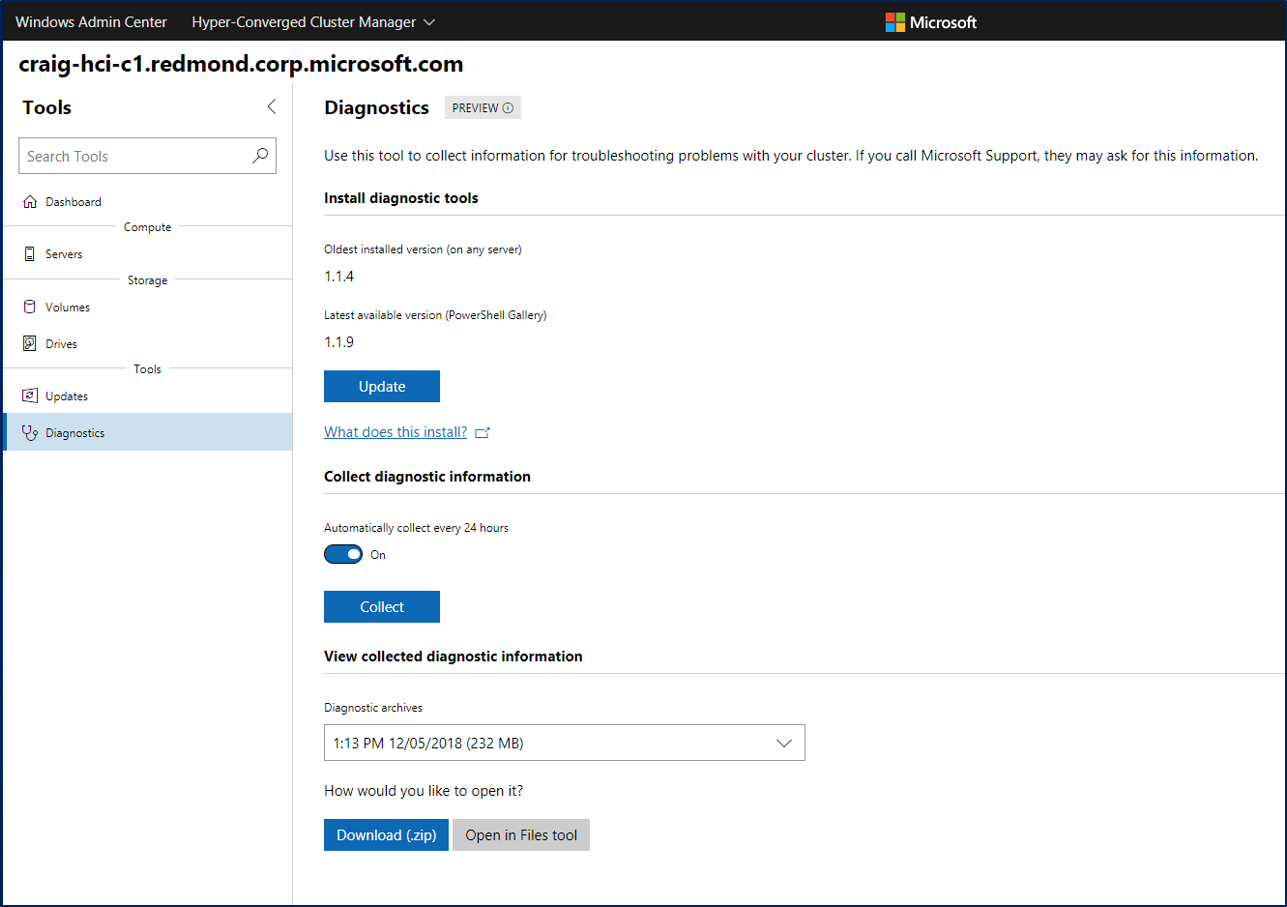 Windows Admin Center
Hyper-Converged Cluster Manager
Microsoft
craig-hci-c1.redmond.corp.microsoft.com
Tools
Search Tools
Dashboard
Compute
Servers
Storage
Volumes
Drives
Tools
Updates
Diagnostics
Diagnostics
PREVIEW
Use this tool to collect information for troubleshooting problems with your cluster. If you call Microsoft Support, they may ask for this information.
Install diagnostic tools
Oldest installed version (on any server)
1.1.4
Latest available version (PowerShell Gallery)
1.1.9
Update
What does this install?
Collect diagnostic information
Automatically collect every 24 hours
On
Collect
View collected diagnostic information
Diagnostic archives
1:13 PM 12/05/2018 (232 MB)
How would you like to open it?
Download (.zip)
Open in Files tool